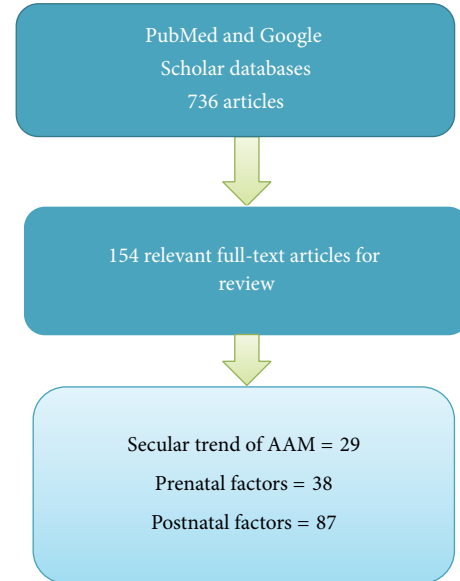 PubMed and Google
Scholar databases
736 articles
154 relevant full-text articles for
review
Secular trend of AAM = 29
Prenatal factors = 38
Postnatal factors = 87